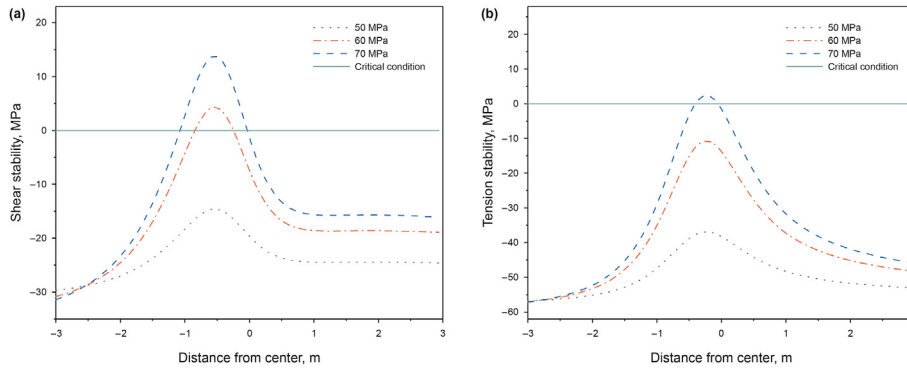 (a)
20
10
0
–10
–20
–30
Shear stability, MPa
50 MPa
60 MPa
70 MPa
Critical condition
–3
–2
–1
0
1
2
3
Distance from center, m
(b)
20
10
0
–10
–20
–30
–40
–50
–60
Tension stability, MPa
50 MPa
60 MPa
70 MPa
Critical condition
–3
–2
–1
0
1
2
Distance from center, m